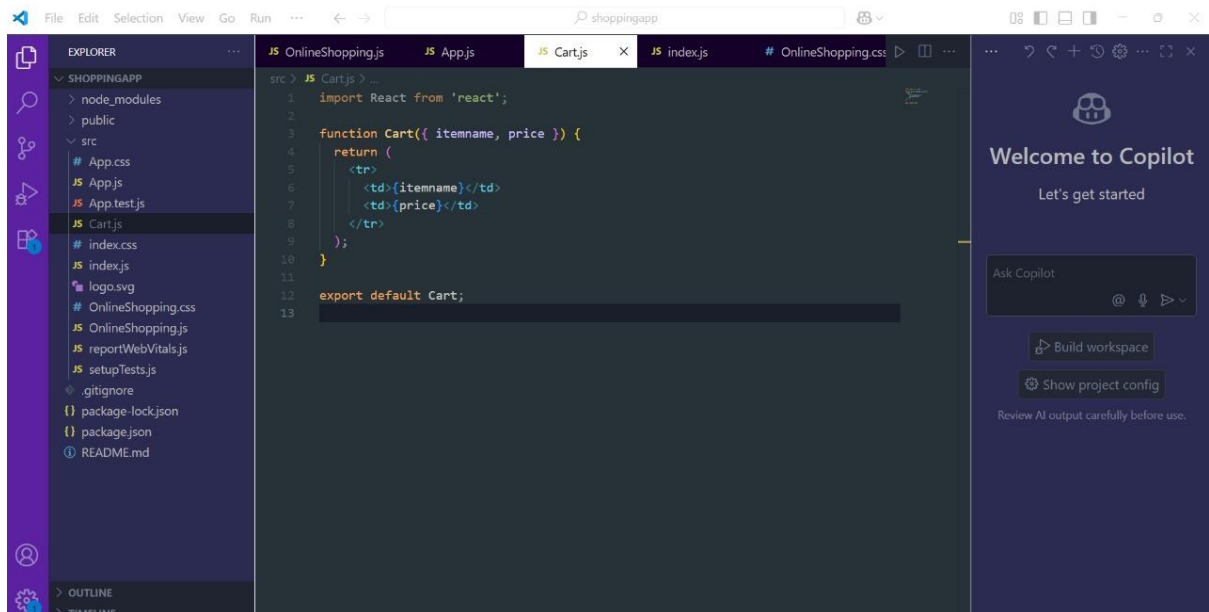 File Edit Selection View Go Run ... shoppingapp
EXPLORER ...
SHOPPINGAPP
node_modules
public
src
# App.css
JS App.js
JS App.test.js
JS Cart.js
# index.css
JS index.js
logo.svg
# OnlineShopping.css
JS OnlineShopping.js
JS reportWebVitals.js
JS setupTests.js
.gitignore
{} package-lock.json
{} package.json
README.md
OUTLINE
TIMELINE
JS OnlineShopping.js JS App.js JS Cart.js JS index.js # OnlineShopping.css ...
src > JS Cart.js > ...
1 import React from 'react';
2
3 function Cart({ itemname, price }) {
4 return (
5 <tr>
6 <td>{itemname}</td>
7 <td>{price}</td>
8 </tr>
9 );
10 }
11
12 export default Cart;
13
Welcome to Copilot
Let's get started
Ask Copilot
@
Build workspace
Show project config
Review AI output carefully before use.
1
1